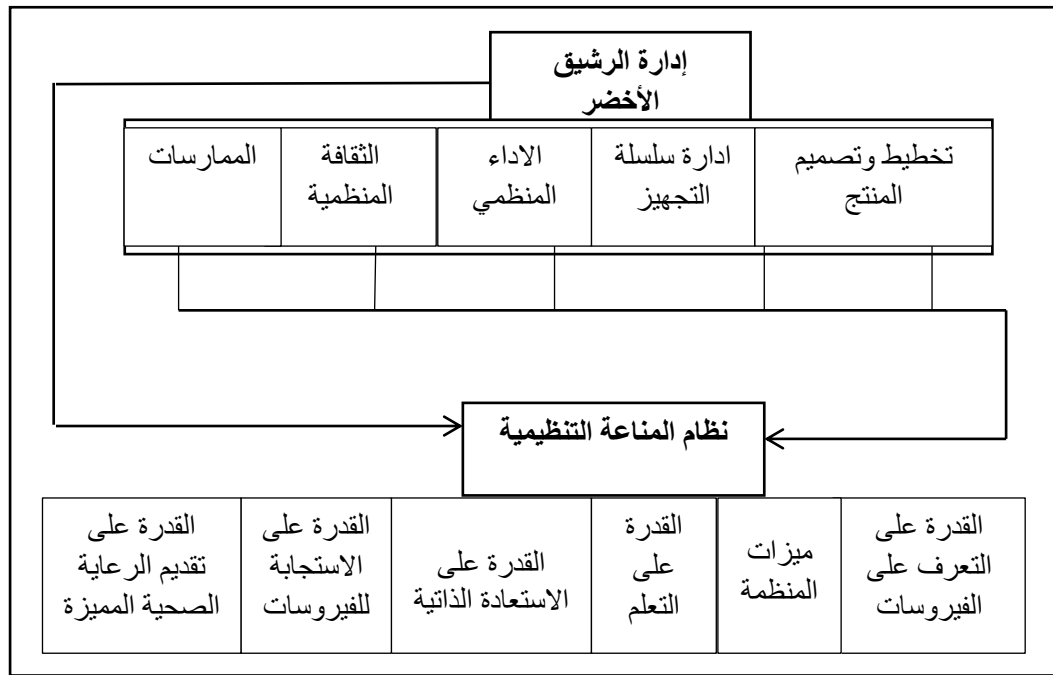 إدارة الرشيق
الأخضر
تخطيط وتصميم
المنتج
ادارة سلسلة
التجهيز
الاداء
المنظمي
الثقافة
المنظمية
الممارسات
نظام المناعة التنظيمية
القدرة على
التعرف على
الفيروسات
ميزات
المنظمة
القدرة
على
التعلم
القدرة على
الاستعادة الذاتية
القدرة على
الاستجابة
للفيروسات
القدرة على
تقديم الرعاية
الصحية المميزة